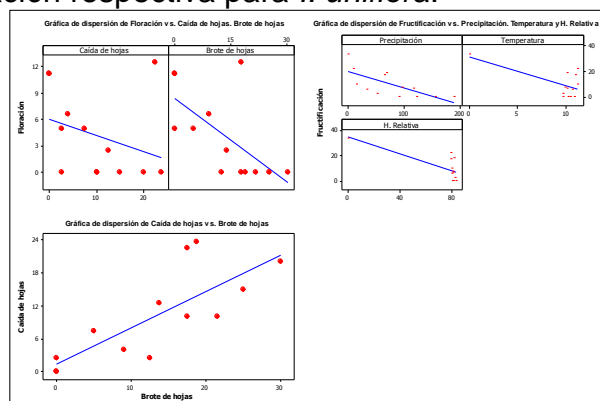 ación respectiva para
Gráfica de dispersión de Floración vs. Caída de hojas. Brote de hojas
0 15 30
Caída de hojas Brote de hojas
12
9
6
3
0
Floración
0 5 10 15 20 25
Gráfica de dispersión de Fructificación vs. Precipitación. Temperatura y H. Relativa
Precipitación Temperatura
40
20
0
0 100 200 0 5 10
H. Relativa
40
20
0
Fructificación
0 40 80
Gráfica de dispersión de Caída de hojas vs. Brote de hojas
24
18
12
6
0
Caída de hojas
0 10 20 30
Brote de hojas